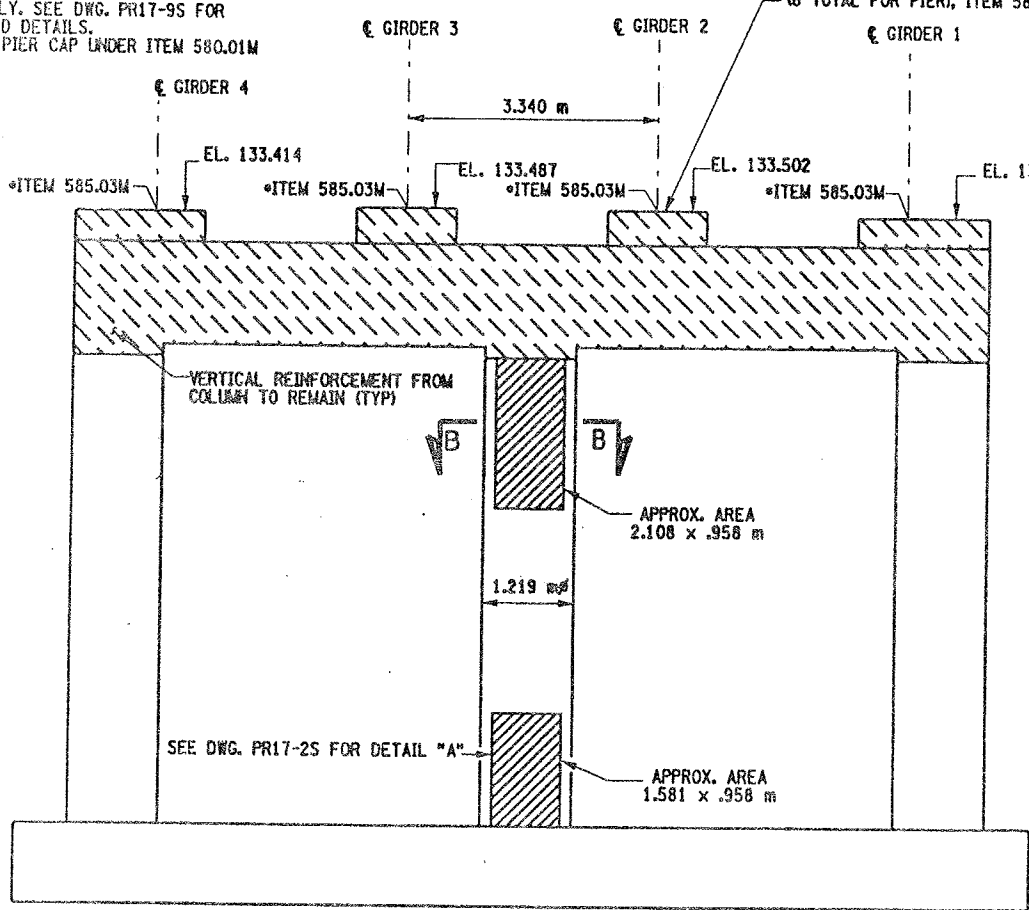 LY. SEE DWG. PR17-9S FOR
D DETAILS.
PIER CAP UNDER ITEM 580.01M
TOTAL FOR PIER), ITEM 58
℄ GIRDER 4
℄ GIRDER 3
℄ GIRDER 2
℄ GIRDER 1
3.340 m
EL. 133.414
EL. 133.487
EL. 133.502
EL. 13
*ITEM 585.03M
*ITEM 585.03M
*ITEM 585.03M
*ITEM 585.03M
VERTICAL REINFORCEMENT FROM
COLUMN TO REMAIN (TYP)
B
B
APPROX. AREA
2.108 x .958 m
1.219 mø
SEE DWG. PR17-2S FOR DETAIL "A"
APPROX. AREA
1.581 x .958 m